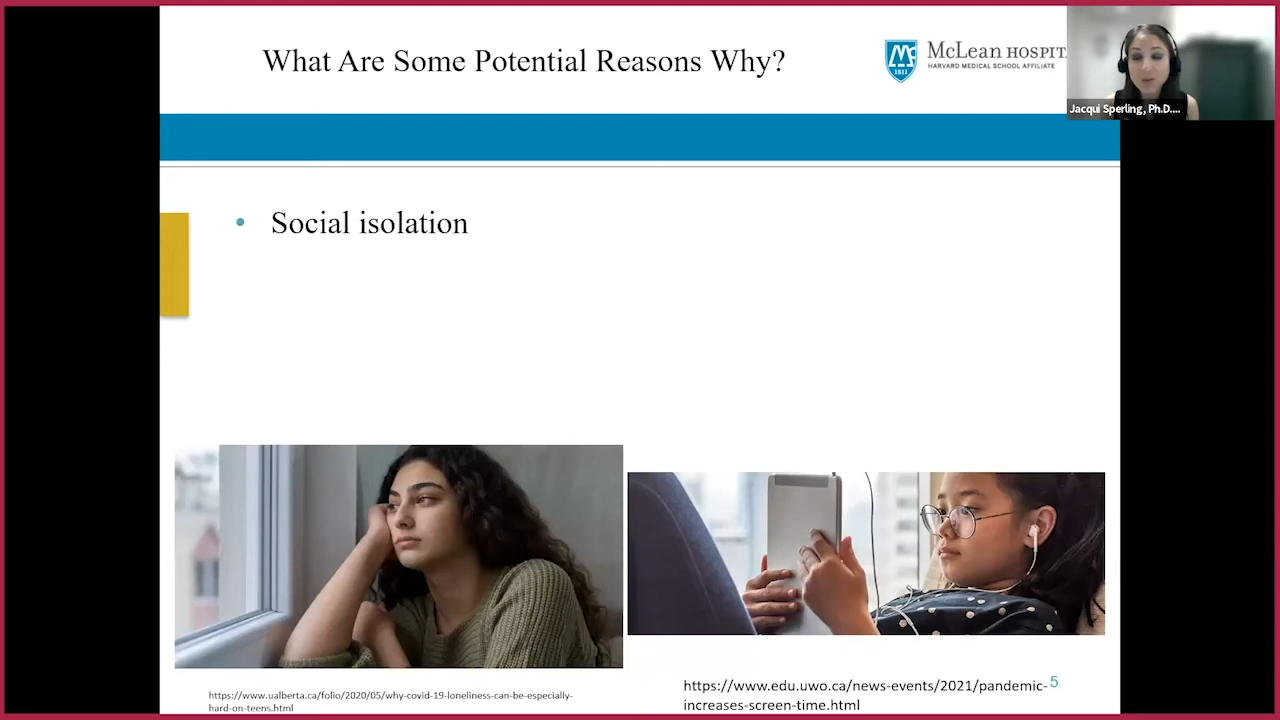 What Are Some Potential Reasons Why?
McLean HOSPIT
HARVARD MEDICAL SCHOOL AFFILIATE
1811
Jacqui Sperling, Ph.D....
• Social isolation
https://www.ualberta.ca/folio/2020/05/why-covid-19-loneliness-can-be-especially-
hard-on-teens.html
https://www.edu.uwo.ca/news-events/2021/pandemic-
increases-screen-time.html
5